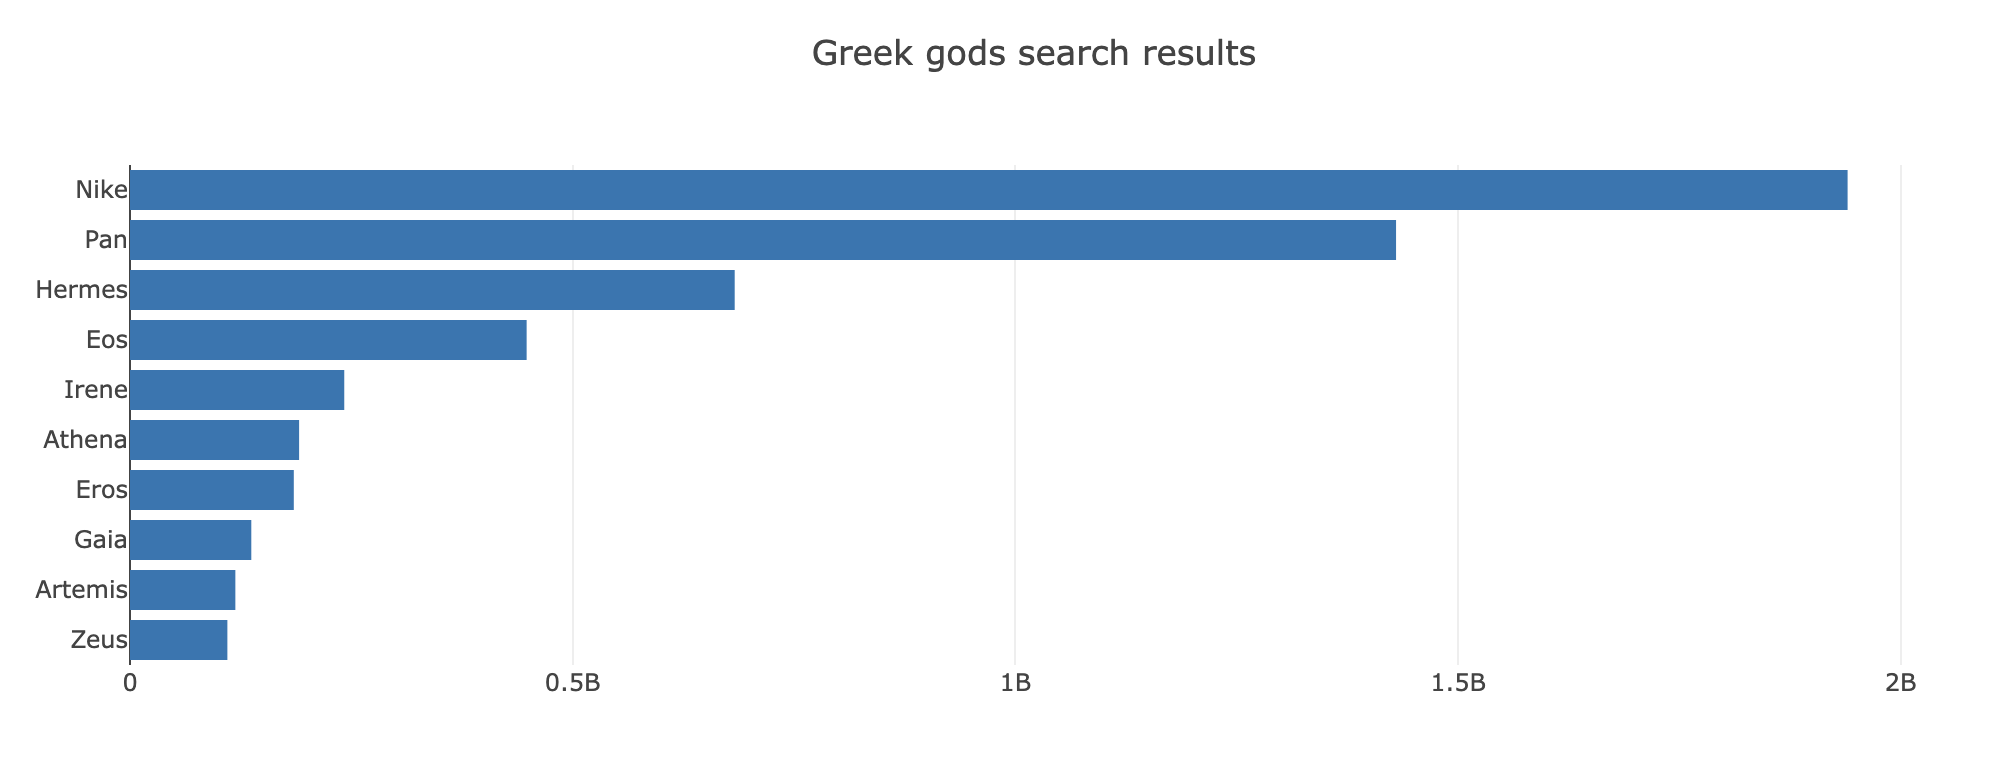 Greek gods search results
Nike
Pan
Hermes
Eos
Irene
Athena
Eros
Gaia
Artemis
Zeus
0 0.5B 1B 1.5B 2B